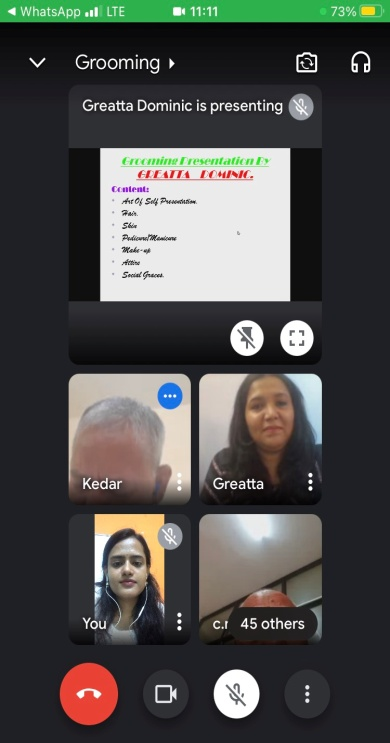 ◀ WhatsApp LTE 11:11 73%
Grooming
Greatta Dominic is presenting
Grooming Presentation By
GREATTA DOMINIC.
Content:
Art Of Self Presentation.
Hair.
Skin
Pedicure/Manicure
Make-up
Attire
Social Graces.
Kedar
Greatta
You
45 others